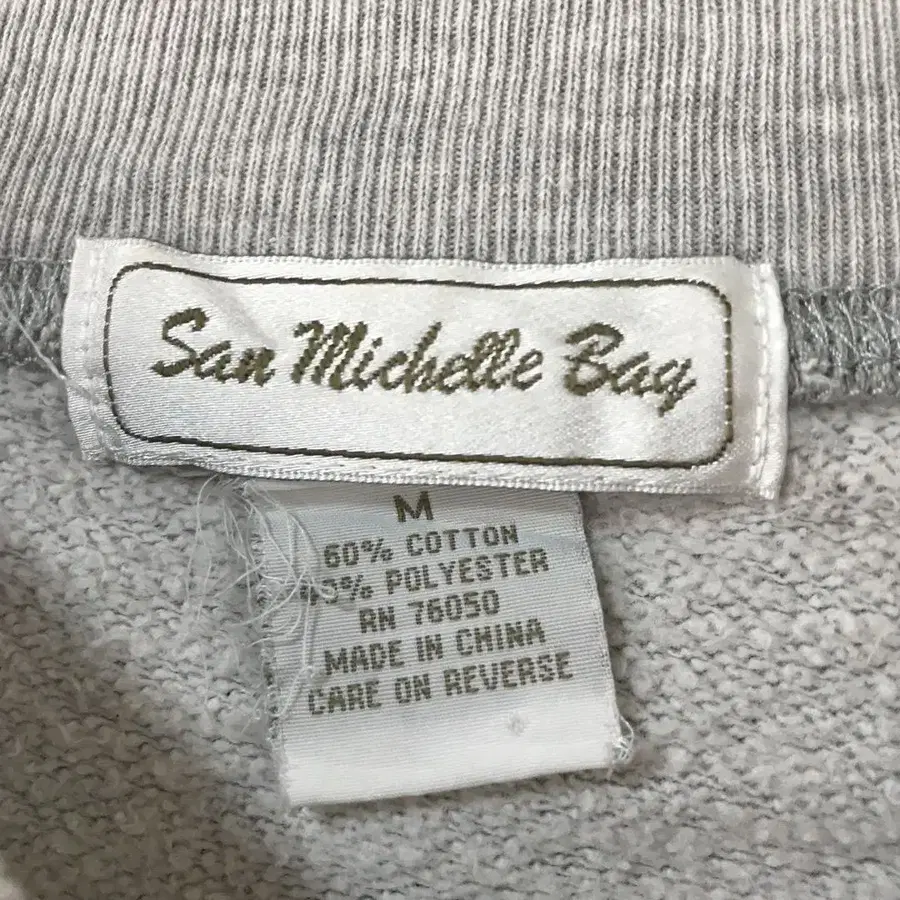 San Michelle Bay
M
60% COTTON
40% POLYESTER
RN 76050
MADE IN CHINA
CARE ON REVERSE